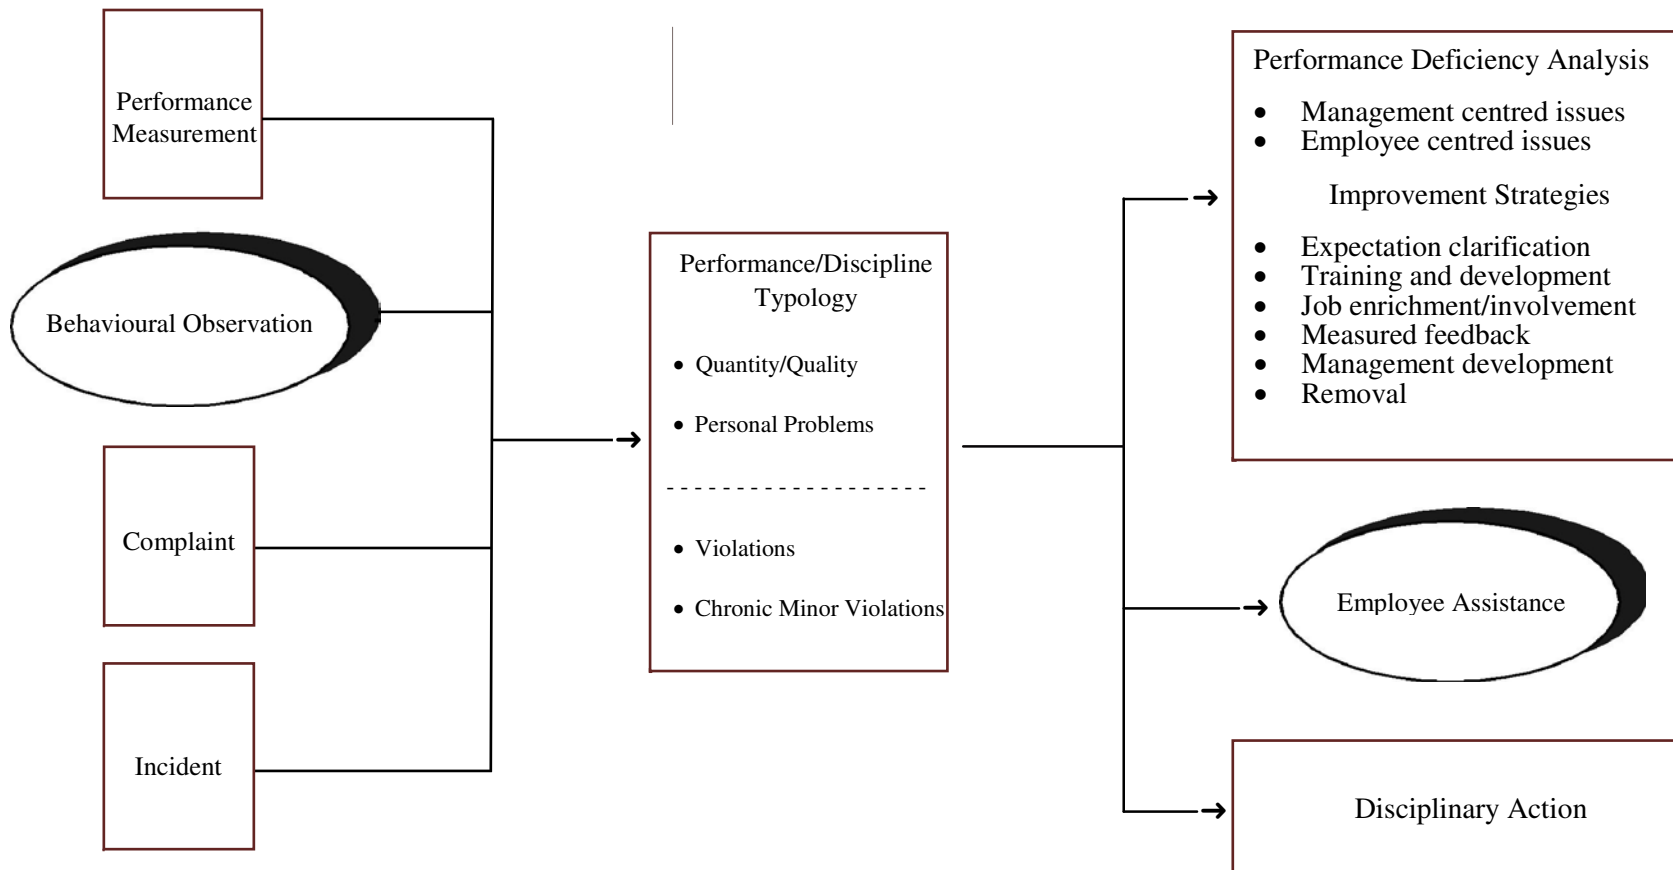 Performance
Measurement
Behavioural Observation
Complaint
Incident
Performance/Discipline
Typology
• Quantity/Quality
• Personal Problems
• Violations
• Chronic Minor Violations
Performance Deficiency Analysis
• Management centred issues
• Employee centred issues
Improvement Strategies
• Expectation clarification
• Training and development
• Job enrichment/involvement
• Measured feedback
• Management development
• Removal
Employee Assistance
Disciplinary Action